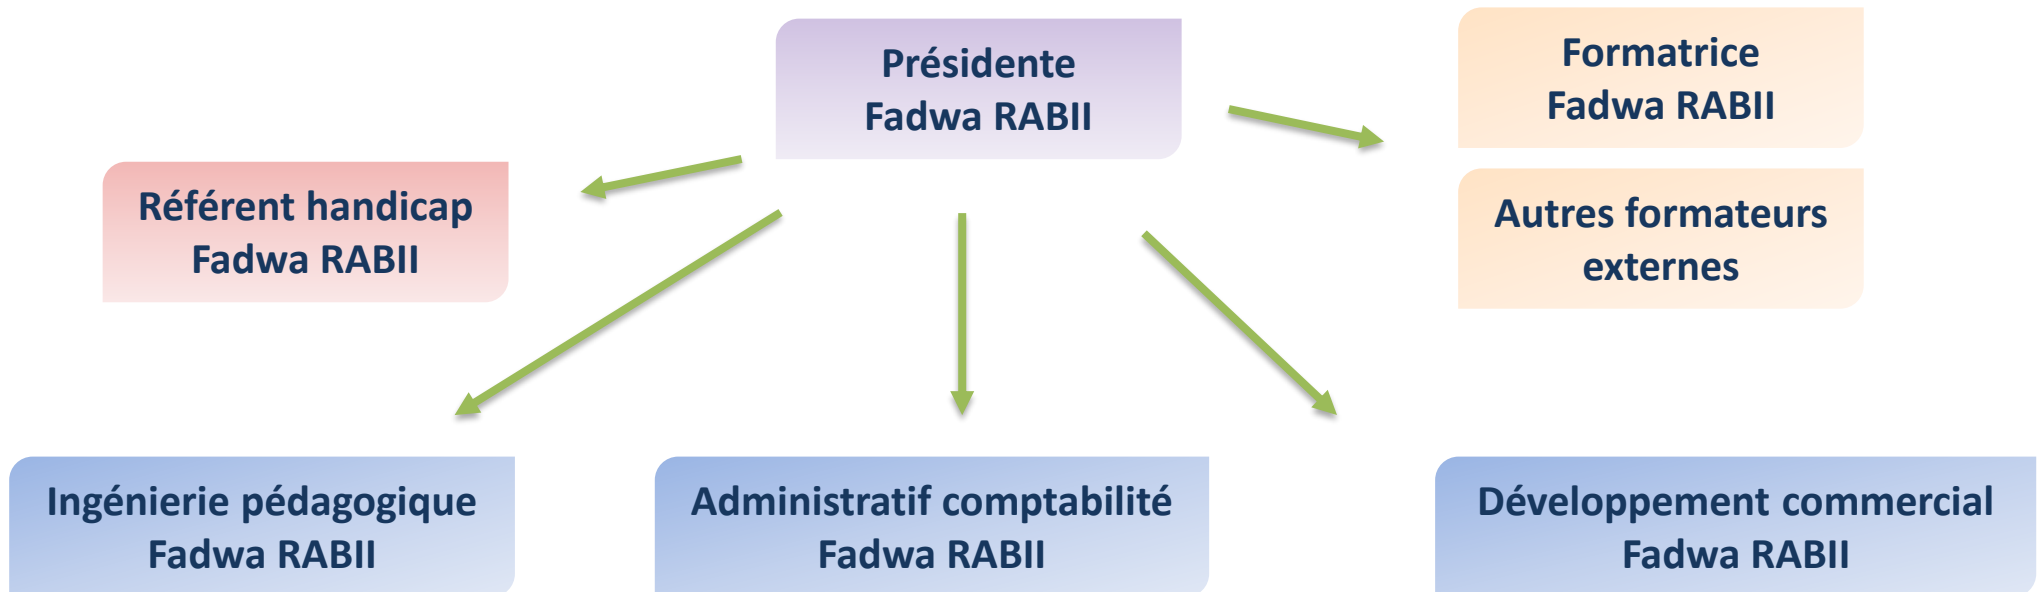 Présidente
Fadwa RABII
Formatrice
Fadwa RABII
Référent handicap
Fadwa RABII
Autres formateurs
externes
Ingénierie pédagogique
Fadwa RABII
Administratif comptabilité
Fadwa RABII
Développement commercial
Fadwa RABII